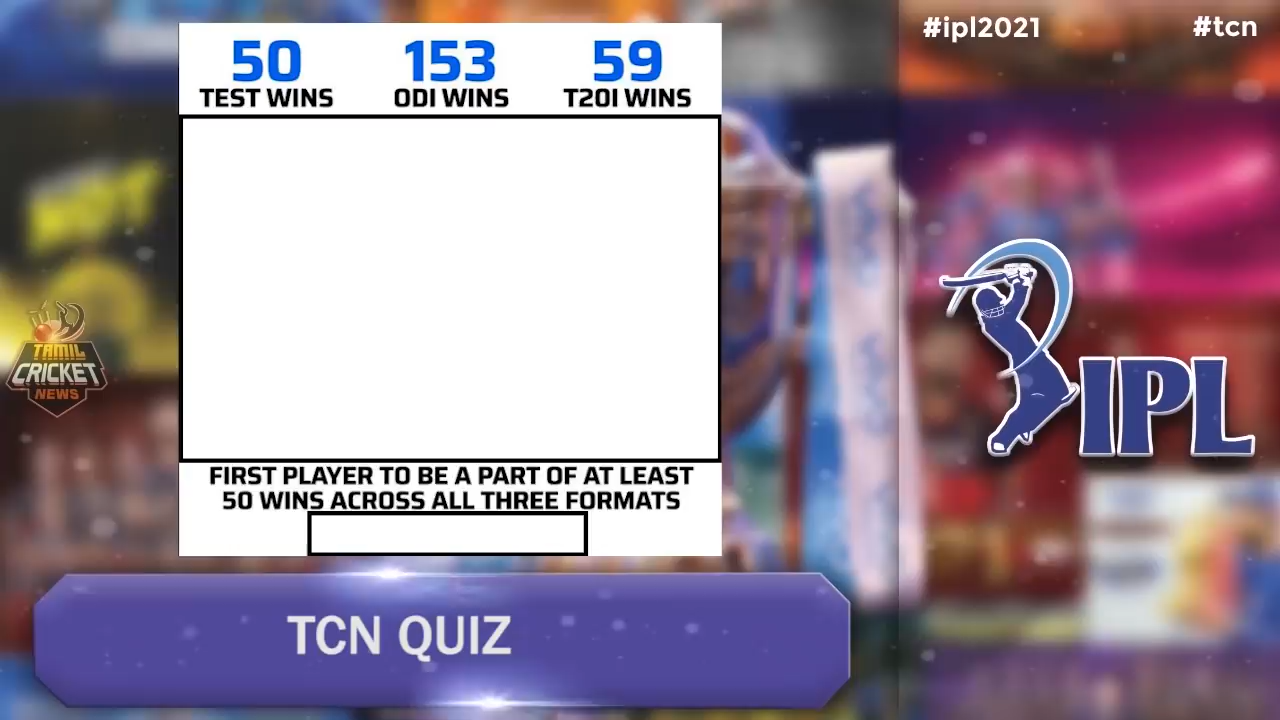 #ipl2021 #tcn
50 153 59
TEST WINS ODI WINS T20I WINS
TAMIL
CRICKET
NEWS
IPL
FIRST PLAYER TO BE A PART OF AT LEAST
50 WINS ACROSS ALL THREE FORMATS
TCN QUIZ